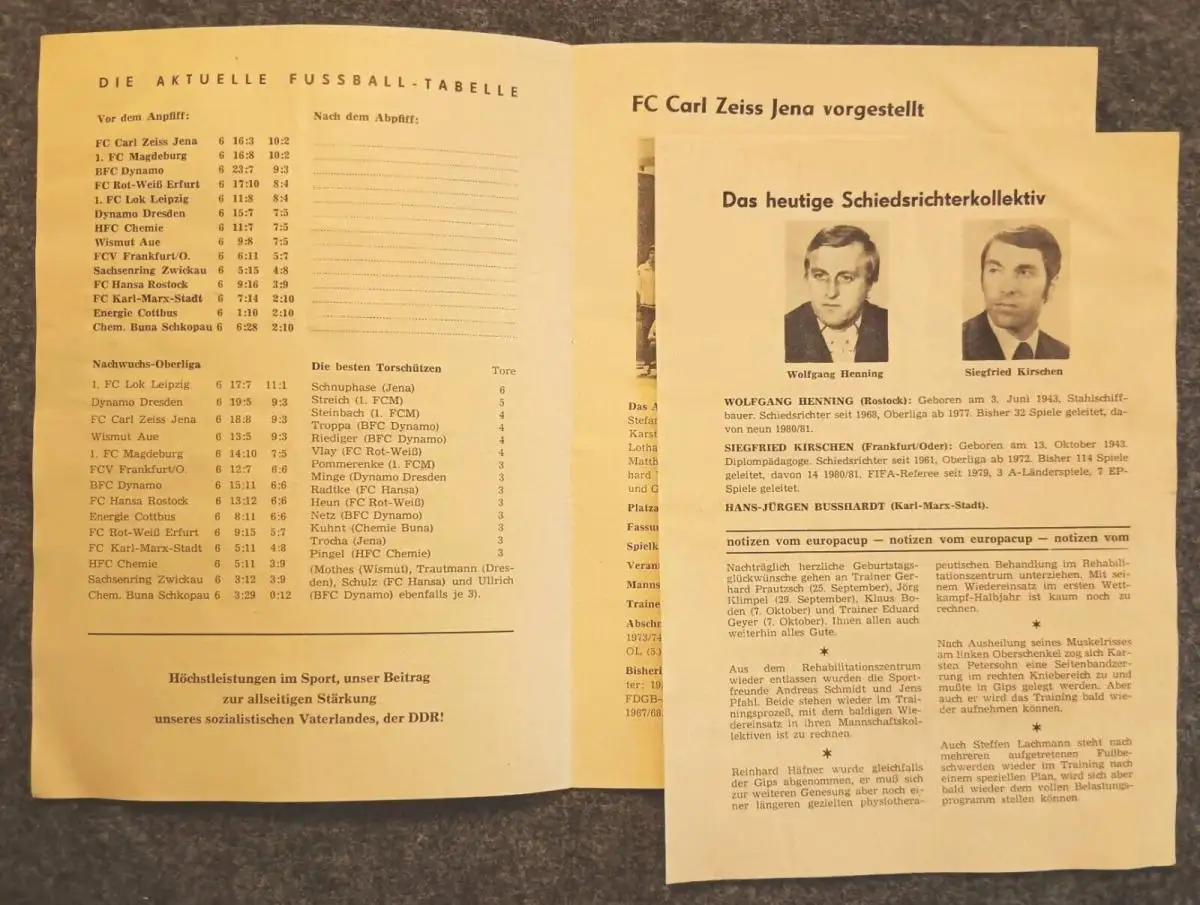 DIE AKTUELLE FUSSBALL-TABELLE
Vor dem Anpfiff:
FC Carl Zeiss Jena 6 16:3 10:2
1. FC Magdeburg 6 16:8 10:2
BFC Dynamo 6 23:7 9:3
FC Rot-Weiß Erfurt 6 17:10 8:4
1. FC Lok Leipzig 6 11:8 8:4
Dynamo Dresden 6 15:7 7:5
HFC Chemie 6 11:7 7:5
Wismut Aue 6 9:8 7:5
FCV Frankfurt/O. 6 6:11 5:7
Sachsenring Zwickau 6 5:15 4:8
FC Hansa Rostock 6 9:16 3:9
FC Karl-Marx-Stadt 6 7:14 2:10
Energie Cottbus 6 1:10 2:10
Chem. Buna Schkopau 6 6:28 2:10
Nach dem Abpfiff:
Nachwuchs-Oberliga
1. FC Lok Leipzig 6 17:7 11:1
Dynamo Dresden 6 19:5 9:3
FC Carl Zeiss Jena 6 18:8 9:3
Wismut Aue 6 13:5 9:3
1. FC Magdeburg 6 14:10 7:5
FCV Frankfurt/O. 6 12:7 6:6
BFC Dynamo 6 15:11 6:6
FC Hansa Rostock 6 13:12 6:6
Energie Cottbus 6 8:11 6:6
FC Rot-Weiß Erfurt 6 9:15 5:7
FC Karl-Marx-Stadt 6 5:11 4:8
HFC Chemie 6 5:11 3:9
Sachsenring Zwickau 6 3:12 3:9
Chem. Buna Schkopau 6 3:29 0:12
Die besten Torschützen Tore
Schnuphase (Jena) 6
Streich (1. FCM) 5
Steinbach (1. FCM) 4
Troppa (BFC Dynamo) 4
Riediger (BFC Dynamo) 4
Vlay (FC Rot-Weiß) 4
Pommerenke (1. FCM) 3
Minge (Dynamo Dresden 3
Radtke (FC Hansa) 3
Heun (FC Rot-Weiß) 3
Netz (BFC Dynamo) 3
Kuhnt (Chemie Buna) 3
Trocha (Jena) 3
Pingel (HFC Chemie) 3
(Mothes (Wismut), Trautmann (Dres-
den), Schulz (FC Hansa) und Ullrich
(BFC Dynamo) ebenfalls je 3).
Höchstleistungen im Sport, unser Beitrag
zur allseitigen Stärkung
unseres sozialistischen Vaterlandes, der DDR!
FC Carl Zeiss Jena vorgestellt
Das A
Stefan
Karst
Lotha
Matth
hard T
und G
Platza
Fassu
Spielk
Veran
Manns
Traine
Absch
1973/74
OL (5.)
Bisheri
ter: 19
FDGB-
1967/68
Das heutige Schiedsrichterkollektiv
Wolfgang Henning
Siegfried Kirschen
WOLFGANG HENNING (Rostock): Geboren am 3. Juni 1943. Stahlschiff-
bauer. Schiedsrichter seit 1968, Oberliga ab 1977. Bisher 32 Spiele geleitet, da-
von neun 1980/81.
SIEGFRIED KIRSCHEN (Frankfurt/Oder): Geboren am 13. Oktober 1943.
Diplompädagoge. Schiedsrichter seit 1961, Oberliga ab 1972. Bisher 114 Spiele
geleitet, davon 14 1980/81. FIFA-Referee seit 1979, 3 A-Länderspiele, 7 EP-
Spiele geleitet.
HANS-JÜRGEN BUSSHARDT (Karl-Marx-Stadt).
notizen vom europacup — notizen vom europacup — notizen vom
Nachträglich herzliche Geburtstags-
glückwünsche gehen an Trainer Ger-
hard Prautzsch (25. September), Jörg
Klimpel (29. September), Klaus Bo-
den (7. Oktober) und Trainer Eduard
Geyer (7. Oktober). Ihnen allen auch
weiterhin alles Gute.
*
Aus dem Rehabilitationszentrum
wieder entlassen wurden die Sport-
freunde Andreas Schmidt und Jens
Pfahl. Beide stehen wieder im Trai-
ningsprozeß, mit dem baldigen Wie-
dereinsatz in ihren Mannschaftskol-
lektiven ist zu rechnen.
*
Reinhard Häfner wurde gleichfalls
der Gips abgenommen, er muß sich
zur weiteren Genesung aber noch ei-
ner längeren gezielten physiothera-
peutischen Behandlung im Rehabili-
tationszentrum unterziehen. Mit sei-
nem Wiedereinsatz im ersten Wett-
kampf-Halbjahr ist kaum noch zu
rechnen.
*
Nach Ausheilung seines Muskelrisses
am linken Oberschenkel zog sich Kar-
sten Petersohn eine Seitenbandzer-
rung im rechten Kniebereich zu und
mußte in Gips gelegt werden. Aber
auch er wird das Training bald wie-
der aufnehmen können.
*
Auch Steffen Lachmann steht nach
mehreren aufgetretenen Fußbe-
schwerden wieder im Training nach
einem speziellen Plan, wird sich aber
bald wieder dem vollen Belastungs-
programm stellen können